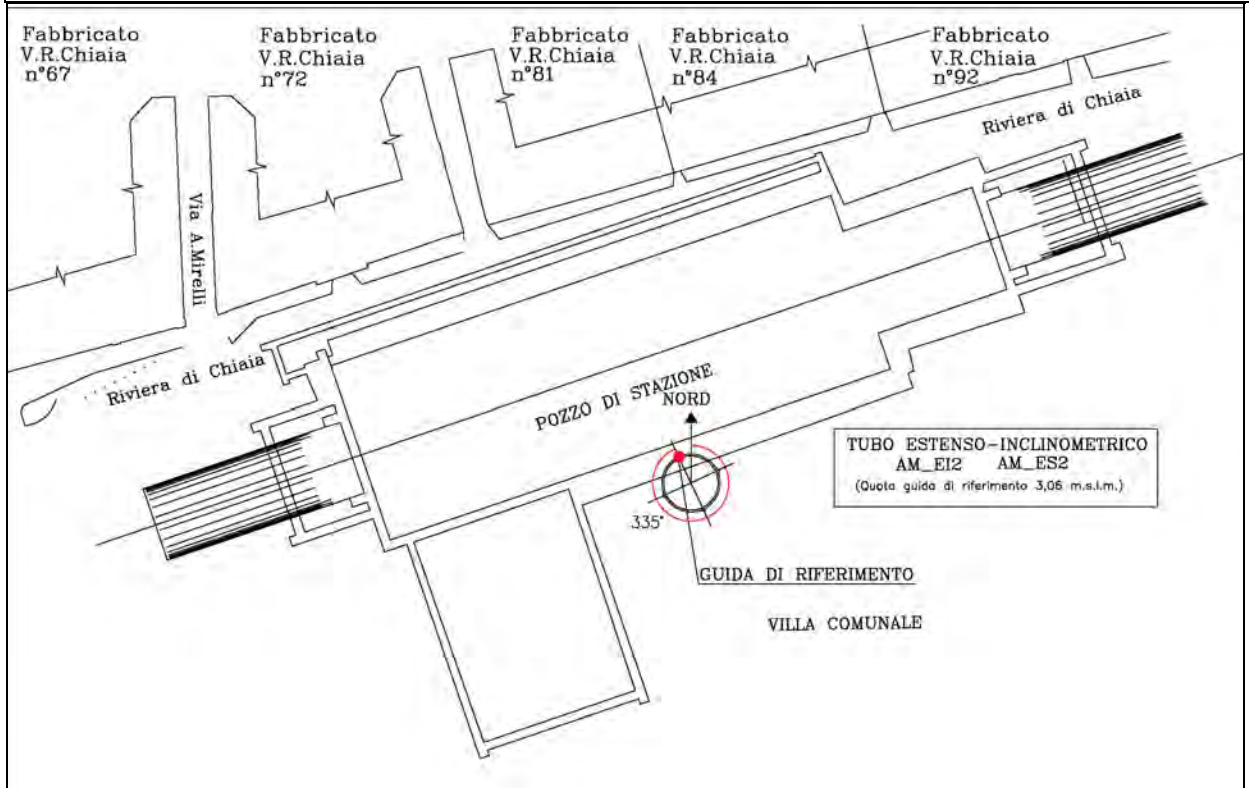 Fabbricato
V.R.Chiaia
n°67
Fabbricato
V.R.Chiaia
n°72
Fabbricato
V.R.Chiaia
n°81
Fabbricato
V.R.Chiaia
n°84
Fabbricato
V.R.Chiaia
n°92
Riviera di Chiaia
Via A.Mirelli
Riviera di Chiaia
POZZO DI STAZIONE
NORD
TUBO ESTENSO-INCLINOMETRICO
AM_EI2 AM_ES2
(Quota guida di riferimento 3,06 m.s.l.m.)
335°
GUIDA DI RIFERIMENTO
VILLA COMUNALE